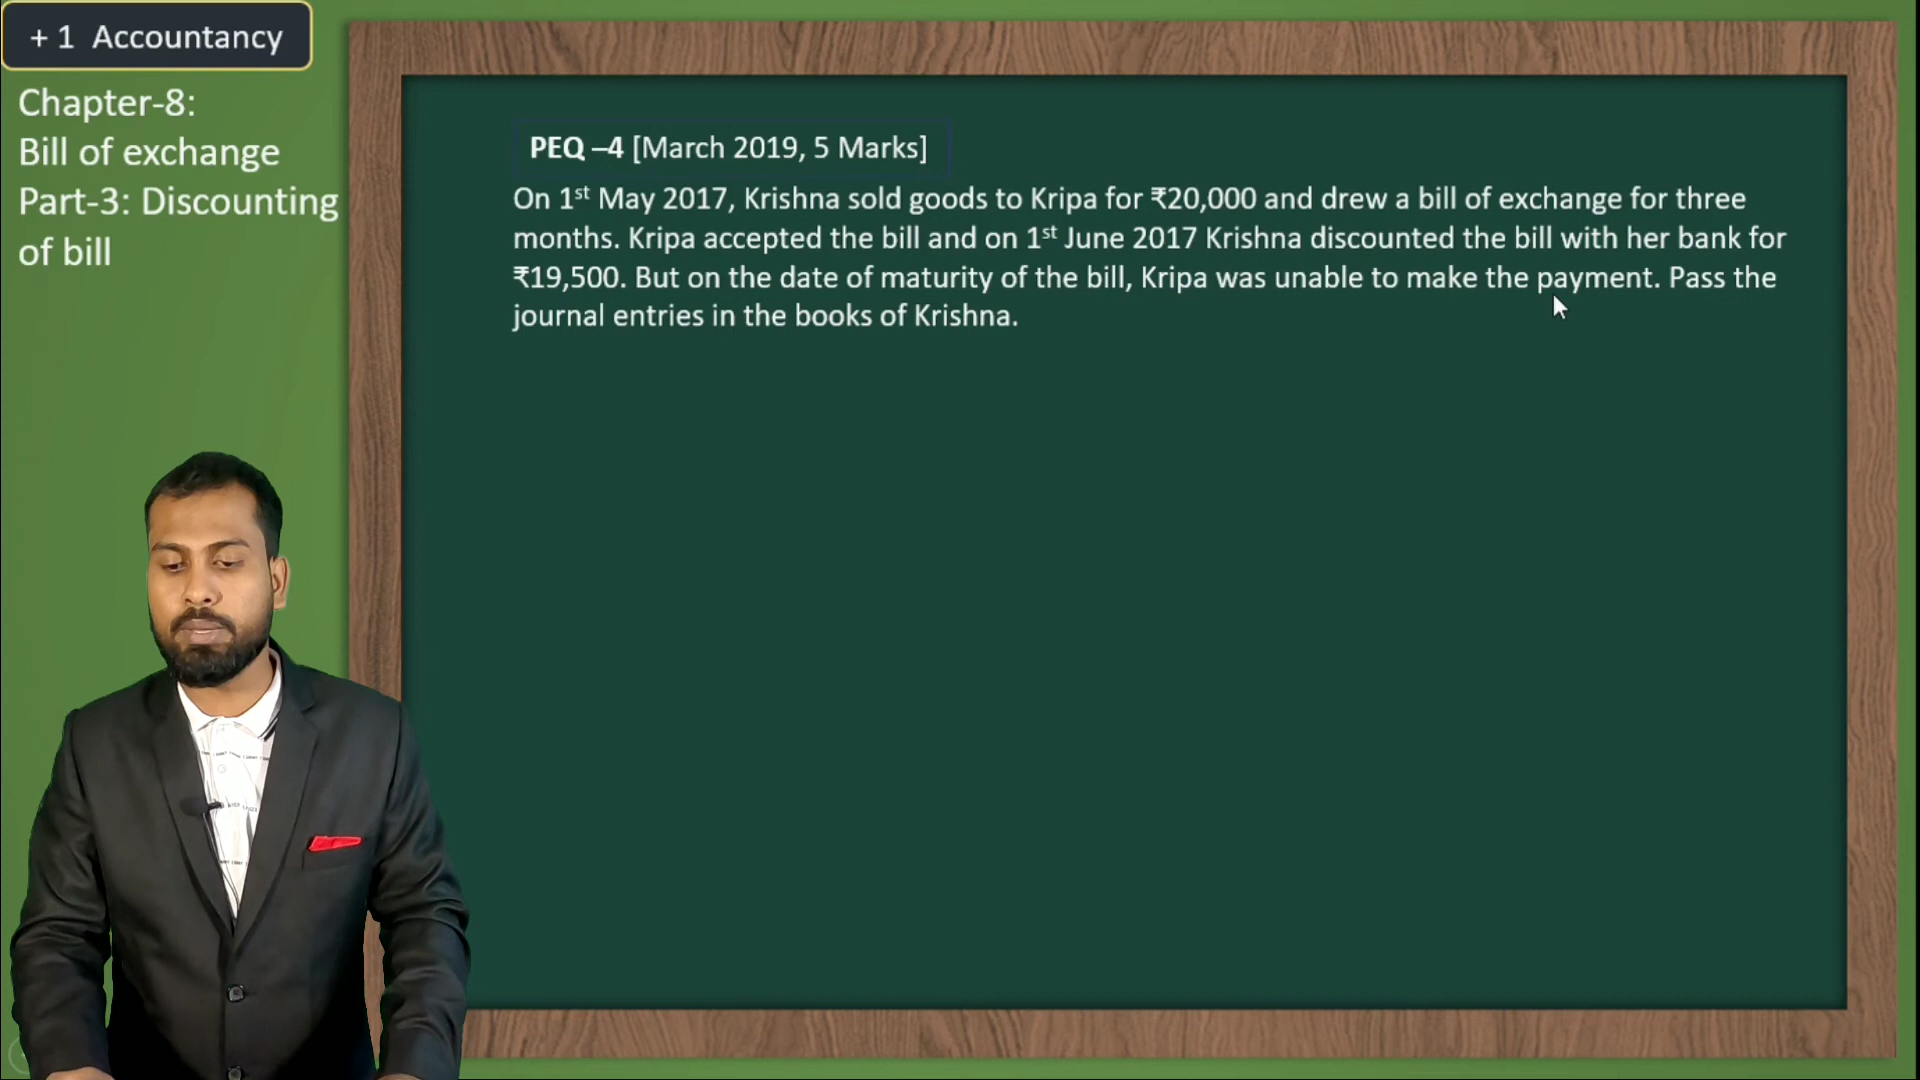 + 1 Accountancy
Chapter-8:
Bill of exchange
Part-3: Discounting
of bill
PEQ –4 [March 2019, 5 Marks]
On 1st May 2017, Krishna sold goods to Kripa for ₹20,000 and drew a bill of exchange for three
months. Kripa accepted the bill and on 1st June 2017 Krishna discounted the bill with her bank for
₹19,500. But on the date of maturity of the bill, Kripa was unable to make the payment. Pass the
journal entries in the books of Krishna.